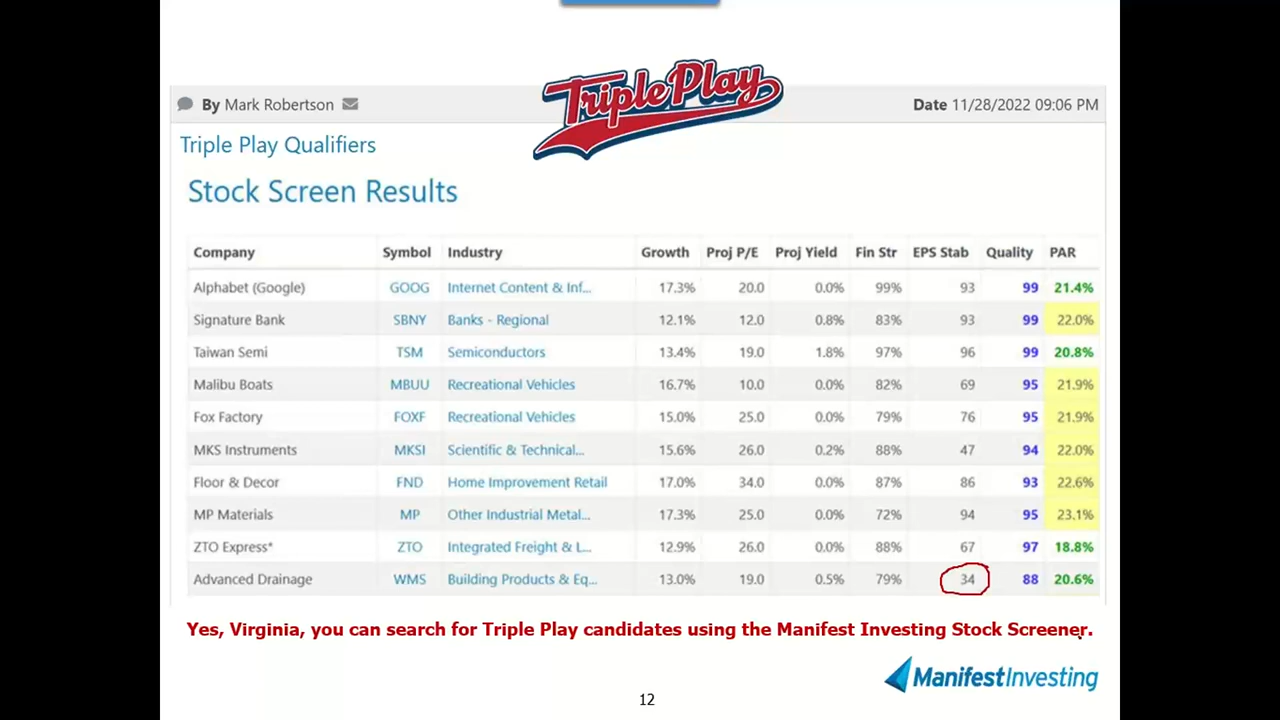 Triple Play
By Mark Robertson Date 11/28/2022 09:06 PM
Triple Play Qualifiers
Stock Screen Results
Company Symbol Industry Growth Proj P/E Proj Yield Fin Str EPS Stab Quality PAR
Alphabet (Google) GOOG Internet Content & Inf... 17.3% 20.0 0.0% 99% 93 99 21.4%
Signature Bank SBNY Banks - Regional 12.1% 12.0 0.8% 83% 93 99 22.0%
Taiwan Semi TSM Semiconductors 13.4% 19.0 1.8% 97% 96 99 20.8%
Malibu Boats MBUU Recreational Vehicles 16.7% 10.0 0.0% 82% 69 95 21.9%
Fox Factory FOXF Recreational Vehicles 15.0% 25.0 0.0% 79% 76 95 21.9%
MKS Instruments MKSI Scientific & Technical... 15.6% 26.0 0.2% 88% 47 94 22.0%
Floor & Decor FND Home Improvement Retail 17.0% 34.0 0.0% 87% 86 93 22.6%
MP Materials MP Other Industrial Metal... 17.3% 25.0 0.0% 72% 94 95 23.1%
ZTO Express* ZTO Integrated Freight & L... 12.9% 26.0 0.0% 88% 67 97 18.8%
Advanced Drainage WMS Building Products & Eq... 13.0% 19.0 0.5% 79% 34 88 20.6%
Yes, Virginia, you can search for Triple Play candidates using the Manifest Investing Stock Screener.
ManifestInvesting
12